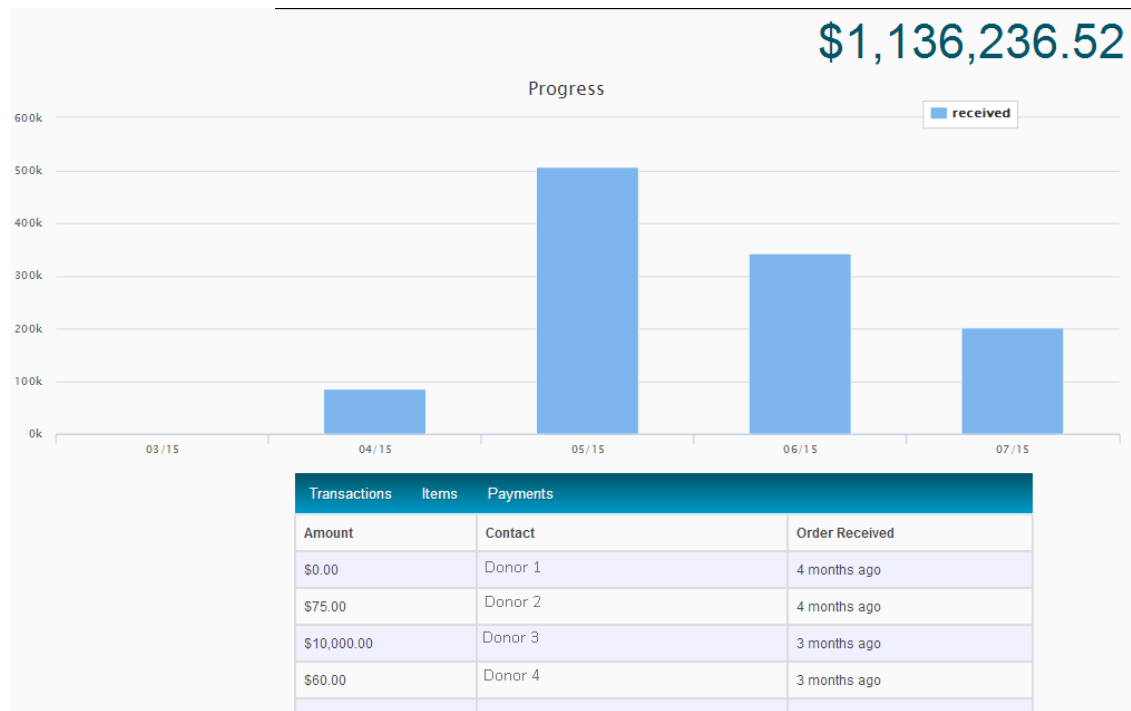 $1,136,236.52
Progress
received
600k
500k
400k
300k
200k
100k
0k
03/15 04/15 05/15 06/15 07/15
Transactions Items Payments
Amount Contact Order Received
$0.00 Donor 1 4 months ago
$75.00 Donor 2 4 months ago
$10,000.00 Donor 3 3 months ago
$60.00 Donor 4 3 months ago